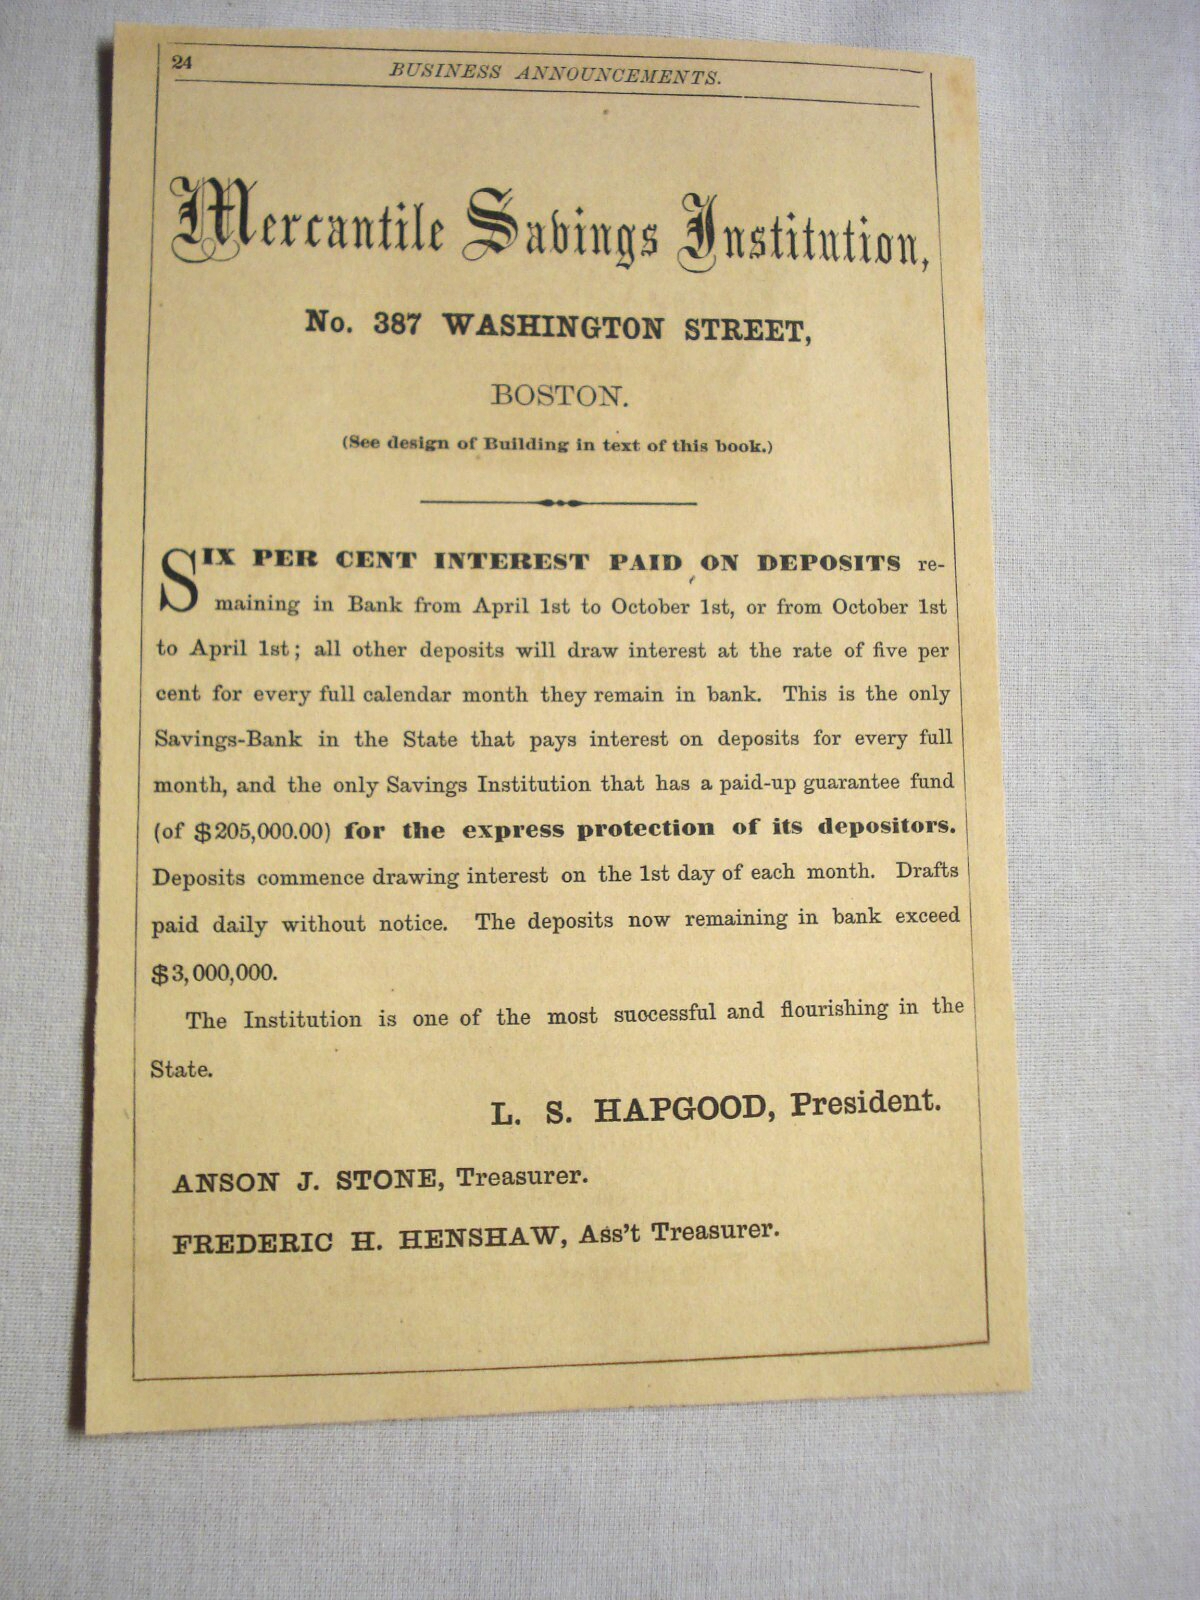 24
BUSINESS ANNOUNCEMENTS.
Mercantile Savings Institution,
No. 387 WASHINGTON STREET,
BOSTON.
(See design of Building in text of this book.)
SIX PER CENT INTEREST PAID ON DEPOSITS re-
maining in Bank from April 1st to October 1st, or from October 1st
to April 1st; all other deposits will draw interest at the rate of five per
cent for every full calendar month they remain in bank. This is the only
Savings-Bank in the State that pays interest on deposits for every full
month, and the only Savings Institution that has a paid-up guarantee fund
(of $205,000.00) for the express protection of its depositors.
Deposits commence drawing interest on the 1st day of each month. Drafts
paid daily without notice. The deposits now remaining in bank exceed
$3,000,000.
The Institution is one of the most successful and flourishing in the
State.
L. S. HAPGOOD, President.
ANSON J. STONE, Treasurer.
FREDERIC H. HENSHAW, Ass't Treasurer.